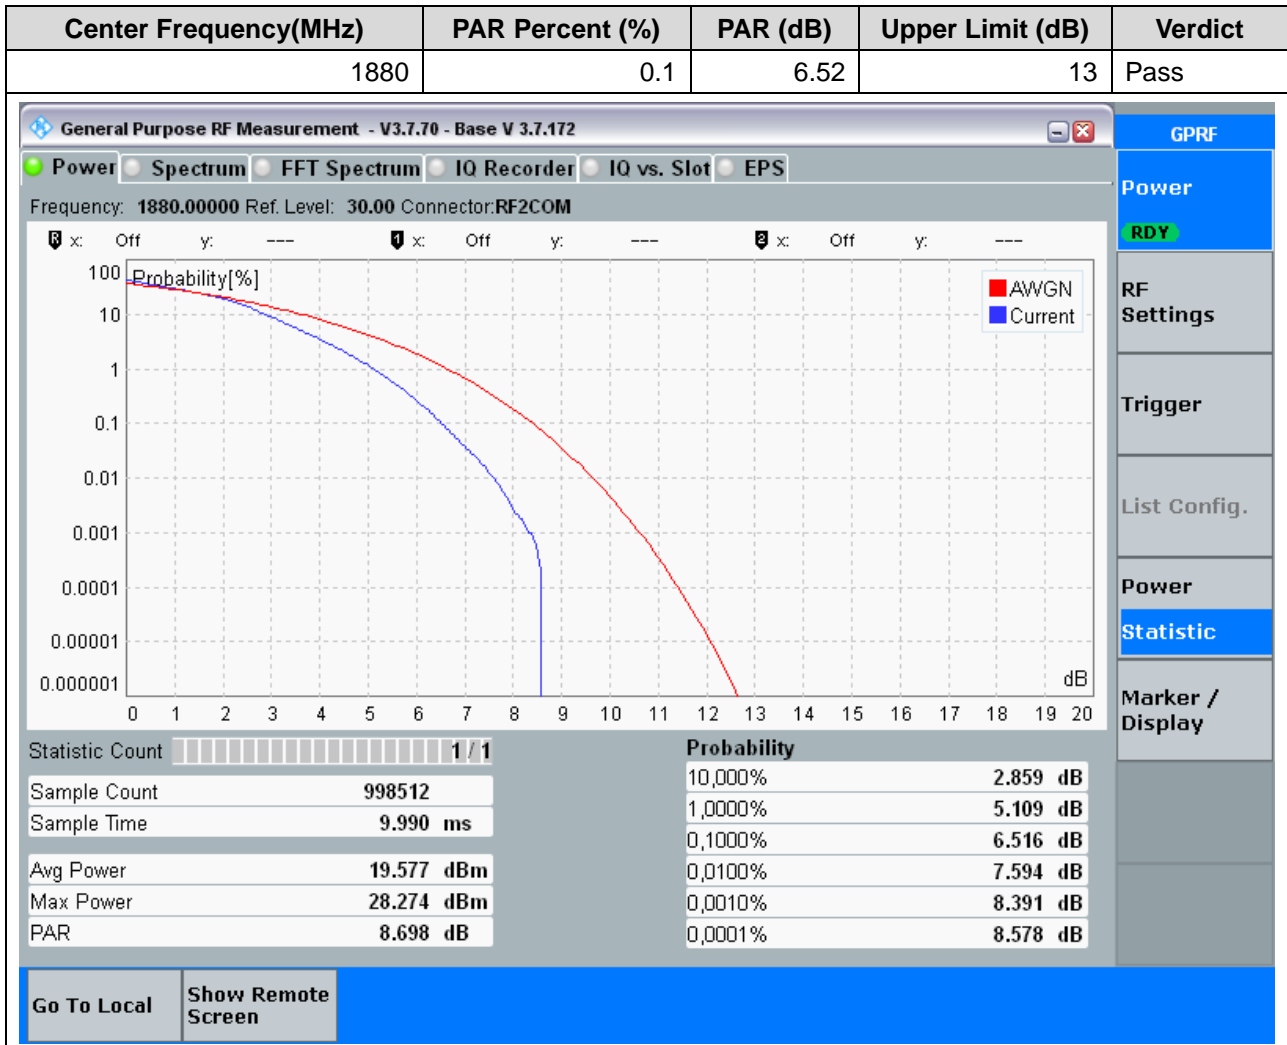 Center Frequency(MHz) PAR Percent (%) PAR (dB) Upper Limit (dB) Verdict
1880 0.1 6.52 13 Pass
General Purpose RF Measurement - V3.7.70 - Base V 3.7.172
GPRF
Power Spectrum FFT Spectrum IQ Recorder IQ vs. Slot EPS
Power
RDY
Frequency: 1880.00000 Ref. Level: 30.00 Connector:RF2COM
R x: Off y: --- 1 x: Off y: --- 2 x: Off y: ---
Probability[%]
AWGN
Current
100
10
1
0.1
0.01
0.001
0.0001
0.00001
0.000001
dB
0 1 2 3 4 5 6 7 8 9 10 11 12 13 14 15 16 17 18 19 20
RF
Settings
Trigger
List Config.
Power
Statistic
Marker /
Display
Statistic Count 1 / 1
Sample Count 998512
Sample Time 9.990 ms
Avg Power 19.577 dBm
Max Power 28.274 dBm
PAR 8.698 dB
Probability
10,000% 2.859 dB
1,0000% 5.109 dB
0,1000% 6.516 dB
0,0100% 7.594 dB
0,0010% 8.391 dB
0,0001% 8.578 dB
Go To Local
Show Remote
Screen